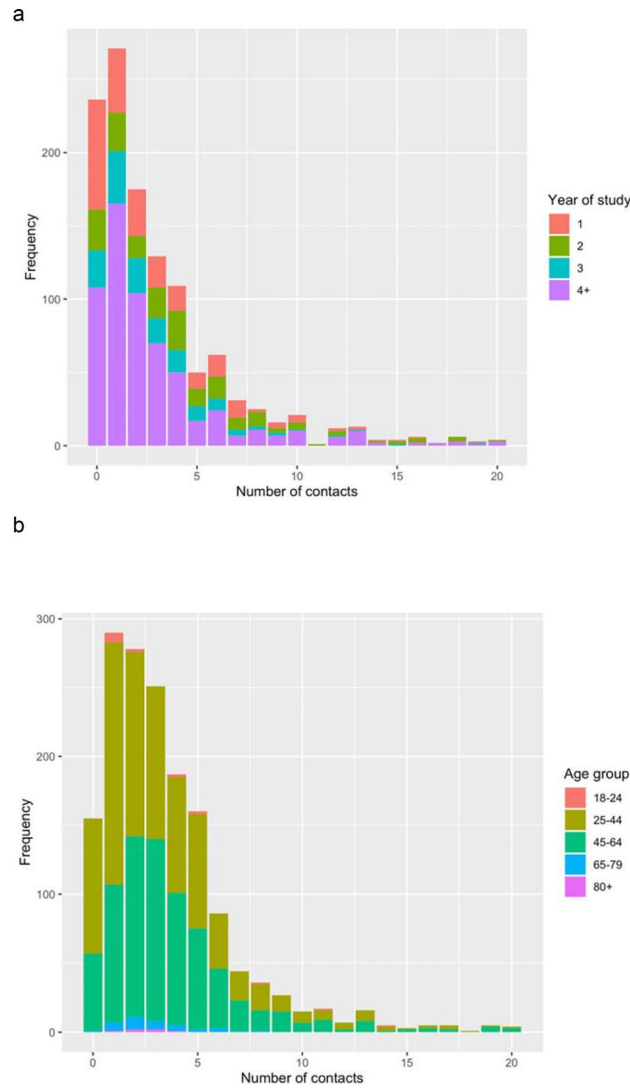 a
200
100
0
Frequency
0 5 10 15 20
Number of contacts
Year of study
1
2
3
4+
b
300
200
100
0
Frequency
0 5 10 15 20
Number of contacts
Age group
18-24
25-44
45-64
65-79
80+